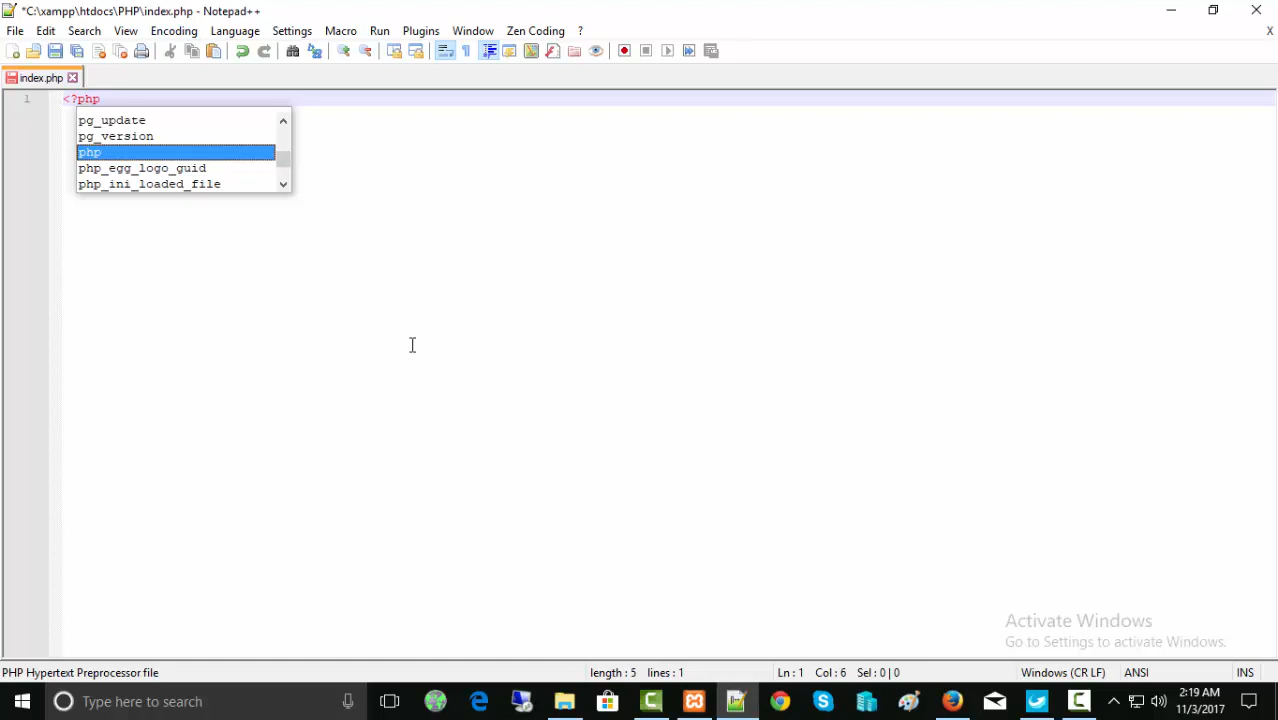 *C:\xampp\htdocs\PHP\index.php - Notepad++
File Edit Search View Encoding Language Settings Macro Run Plugins Window Zen Coding ? X
index.php
1 <?php
pg_update
pg_version
php
php_egg_logo_guid
php_ini_loaded_file
Activate Windows
Go to Settings to activate Windows.
PHP Hypertext Preprocessor file length : 5 lines : 1 Ln : 1 Col : 6 Sel : 0 | 0 Windows (CR LF) ANSI INS
Type here to search
2:19 AM
11/3/2017